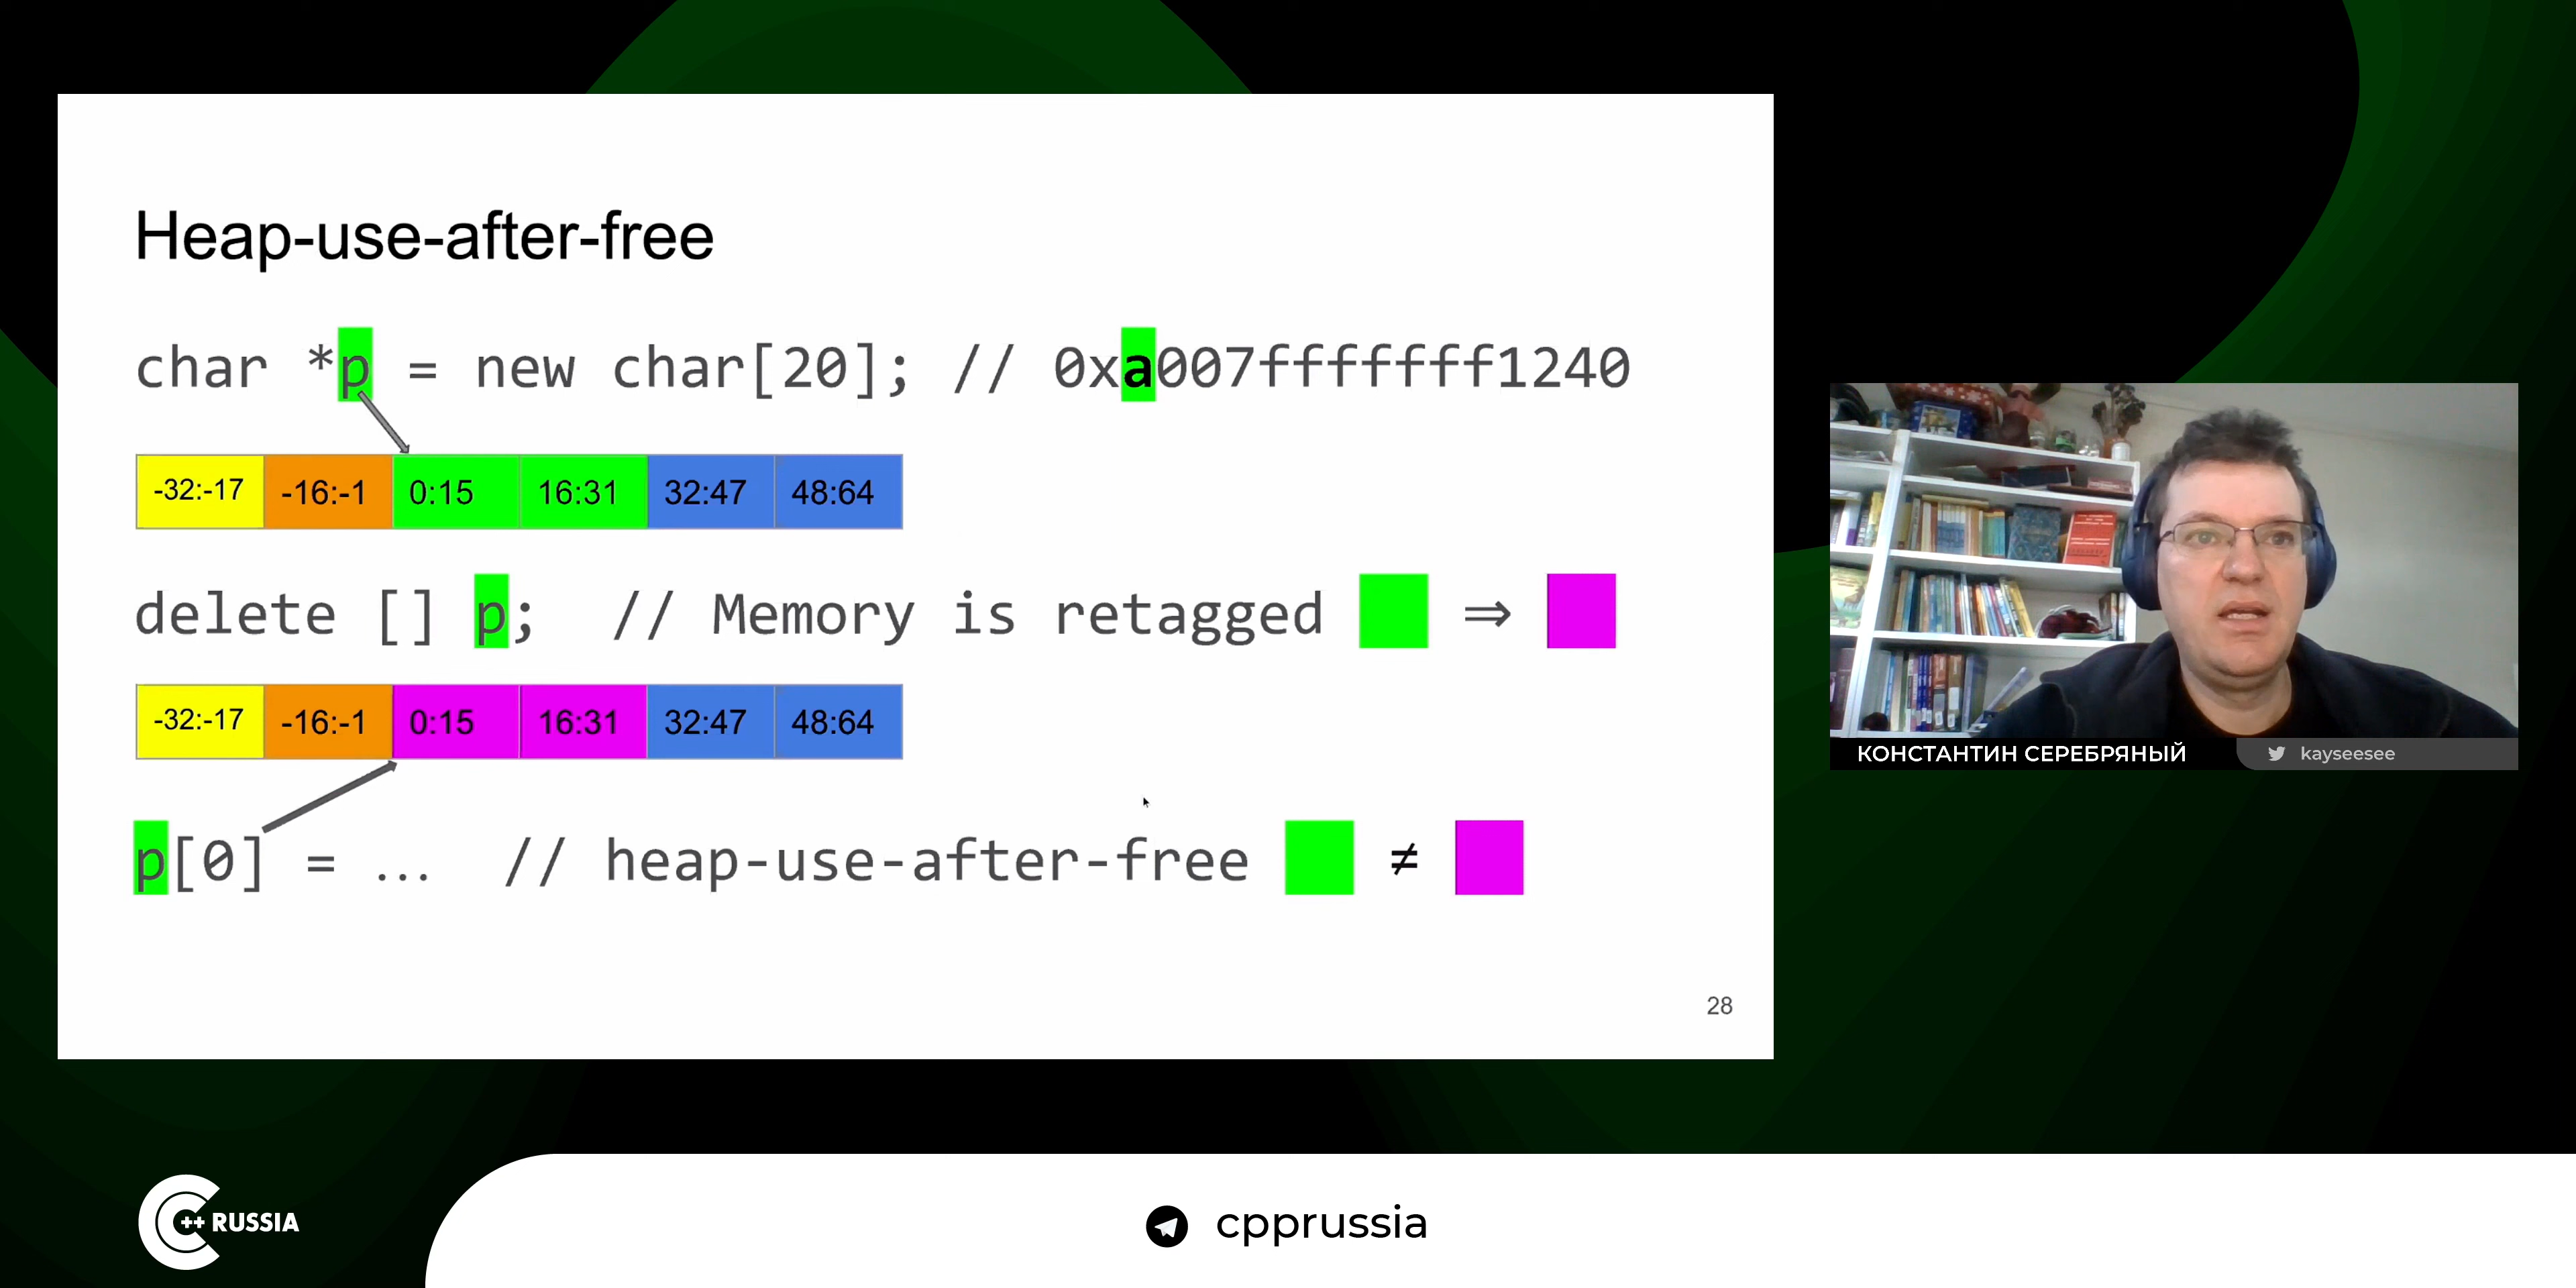 Heap-use-after-free
char *p = new char[20]; // 0xa007fffffff1240
-32:-17 -16:-1 0:15 16:31 32:47 48:64
delete [] p; // Memory is retagged ⇒
-32:-17 -16:-1 0:15 16:31 32:47 48:64
p[0] = ... // heap-use-after-free ≠
28
КОНСТАНТИН СЕРЕБРЯНЫЙ
kayseesee
C++ RUSSIA
cpprussia